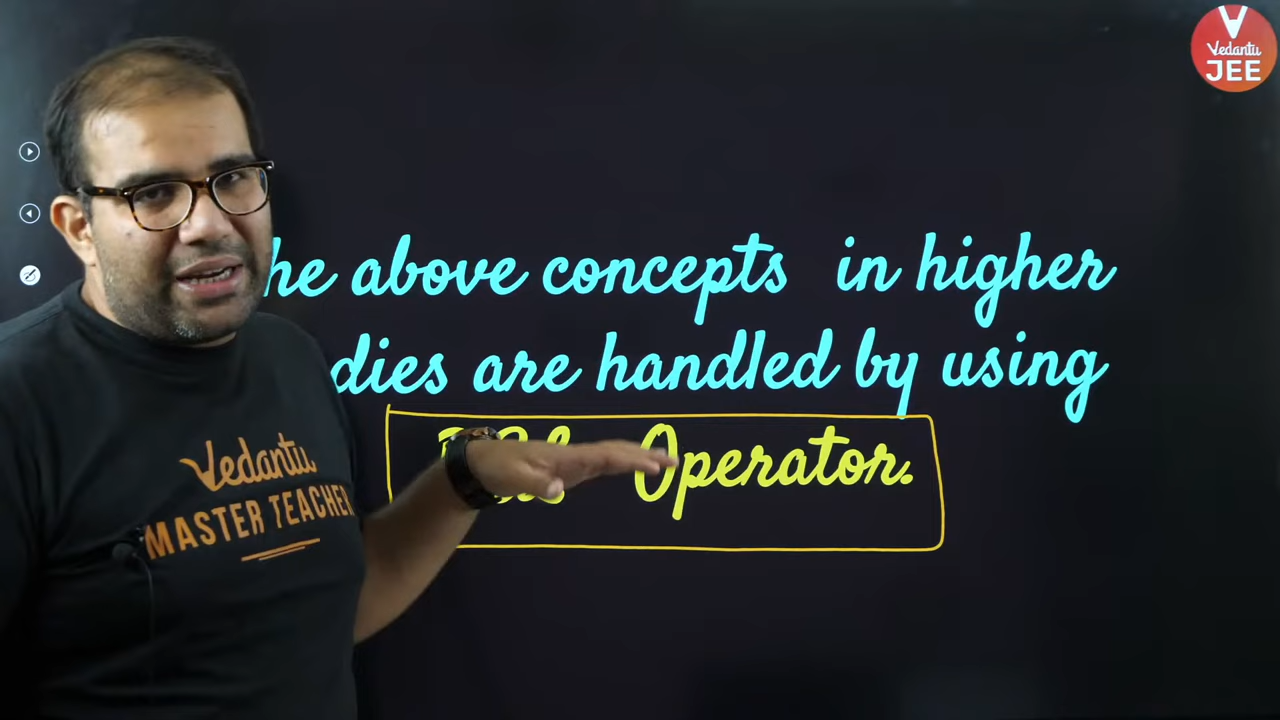 Vedantu
JEE
he above concepts in higher
dies are handled by using
Operator.
Vedantu
MASTER TEACHER